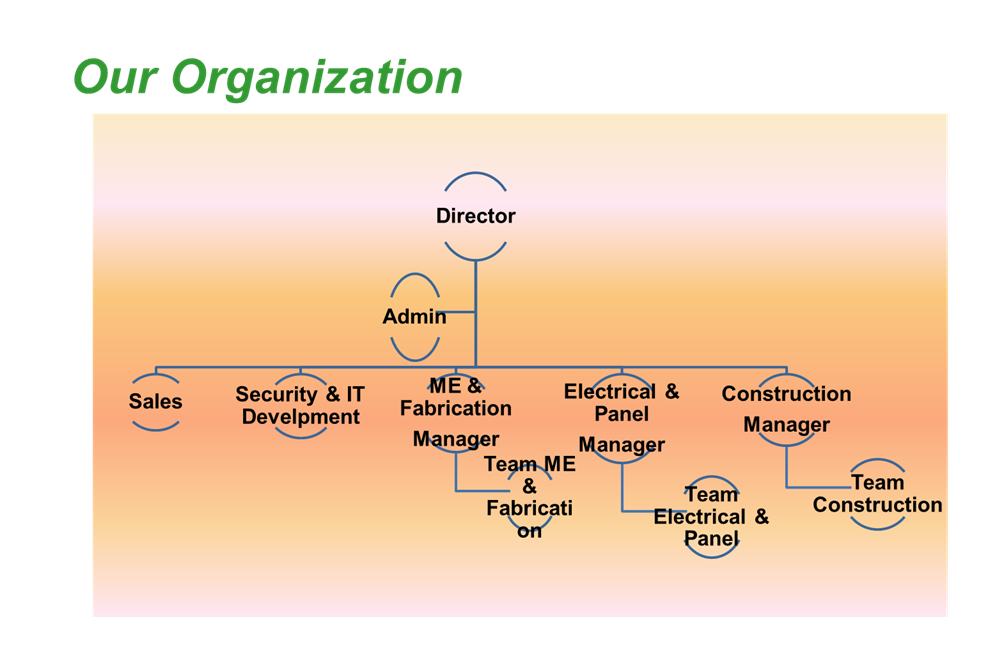 Our Organization
Director
Admin
Sales
Security & IT
Develpment
ME &
Fabrication
Manager
Electrical &
Panel
Manager
Construction
Manager
Team ME
&
Fabricati
on
Team
Electrical &
Panel
Team
Construction